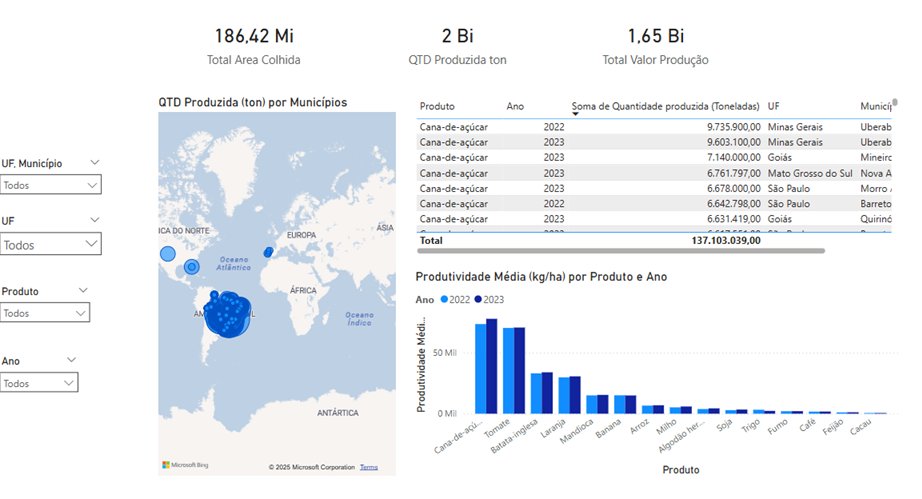 186,42 Mi
Total Area Colhida
2 Bi
QTD Produzida ton
1,65 Bi
Total Valor Produção
UF, Município
Todos
UF
Todos
Produto
Todos
Ano
Todos
QTD Produzida (ton) por Municípios
ICA DO NORTE
EUROPA
ÁSIA
Oceano
Atlântico
ÁFRICA
AM
L
Oceano
Índico
ANTÁRTICA
Microsoft Bing
© 2025 Microsoft Corporation Terms
Produto Ano Soma de Quantidade produzida (Toneladas) UF Municíp
Cana-de-açúcar 2022 9.735.900,00 Minas Gerais Uberab
Cana-de-açúcar 2023 9.603.100,00 Minas Gerais Uberab
Cana-de-açúcar 2023 7.140.000,00 Goiás Mineiro
Cana-de-açúcar 2023 6.761.797,00 Mato Grosso do Sul Nova A
Cana-de-açúcar 2023 6.678.000,00 São Paulo Morro
Cana-de-açúcar 2022 6.642.798,00 São Paulo Barreto
Cana-de-açúcar 2023 6.631.419,00 Goiás Quirinó
Total 137.103.039,00
Produtividade Média (kg/ha) por Produto e Ano
Ano 2022 2023
Produtividade Médi...
50 Mil
0 Mil
Cana-de-açú...
Tomate
Batata-inglesa
Laranja
Mandioca
Banana
Arroz
Milho
Algodão her...
Soja
Trigo
Fumo
Café
Feijão
Cacau
Produto